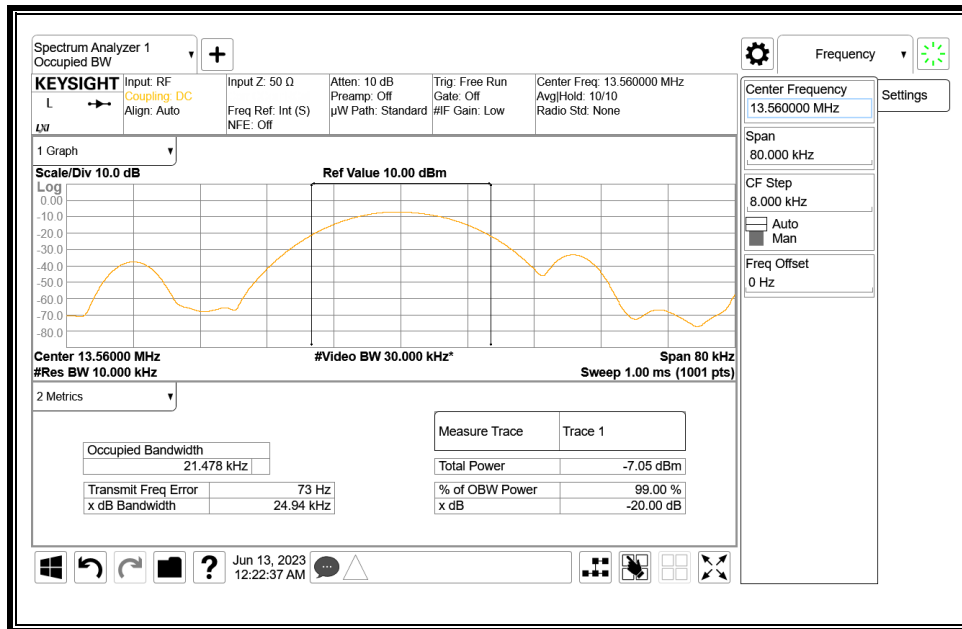 Spectrum Analyzer 1
Occupied BW
+
Frequency
KEYSIGHT
L
LXI
Input: RF
Coupling: DC
Align: Auto
Input Z: 50 Ω
Freq Ref: Int (S)
NFE: Off
Atten: 10 dB
Preamp: Off
µW Path: Standard
Trig: Free Run
Gate: Off
#IF Gain: Low
Center Freq: 13.560000 MHz
Avg|Hold: 10/10
Radio Std: None
Center Frequency
13.560000 MHz
Settings
Span
80.000 kHz
CF Step
8.000 kHz
Auto
Man
Freq Offset
0 Hz
1 Graph
Scale/Div 10.0 dB
Ref Value 10.00 dBm
Log
0.00
-10.0
-20.0
-30.0
-40.0
-50.0
-60.0
-70.0
-80.0
Center 13.56000 MHz
#Video BW 30.000 kHz*
Span 80 kHz
#Res BW 10.000 kHz
Sweep 1.00 ms (1001 pts)
2 Metrics
Measure Trace Trace 1
Occupied Bandwidth
21.478 kHz
Total Power -7.05 dBm
Transmit Freq Error 73 Hz
% of OBW Power 99.00 %
x dB Bandwidth 24.94 kHz
x dB -20.00 dB
?
Jun 13, 2023
12:22:37 AM